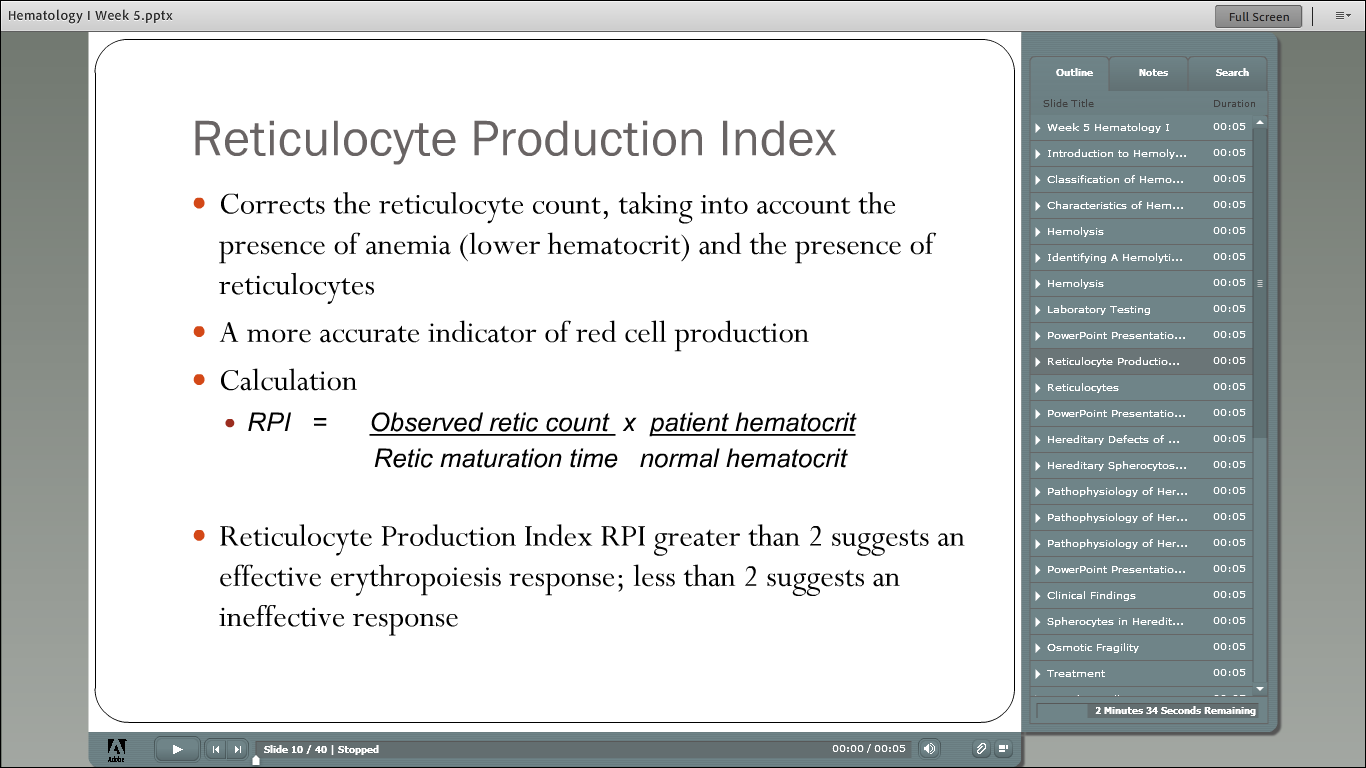 Hematology I Week 5.pptx
Full Screen
Reticulocyte Production Index
• Corrects the reticulocyte count, taking into account the
presence of anemia (lower hematocrit) and the presence of
reticulocytes
• A more accurate indicator of red cell production
• Calculation
• RPI = Observed retic count x patient hematocrit
Retic maturation time normal hematocrit
• Reticulocyte Production Index RPI greater than 2 suggests an
effective erythropoiesis response; less than 2 suggests an
ineffective response
Outline Notes Search
Slide Title Duration
Week 5 Hematology I 00:05
Introduction to Hemoly... 00:05
Classification of Hemo... 00:05
Characteristics of Hem... 00:05
Hemolysis 00:05
Identifying A Hemolyti... 00:05
Hemolysis 00:05
Laboratory Testing 00:05
PowerPoint Presentatio... 00:05
Reticulocyte Productio... 00:05
Reticulocytes 00:05
PowerPoint Presentatio... 00:05
Hereditary Defects of ... 00:05
Hereditary Spherocytos... 00:05
Pathophysiology of Her... 00:05
Pathophysiology of Her... 00:05
Pathophysiology of Her... 00:05
PowerPoint Presentatio... 00:05
Clinical Findings 00:05
Spherocytes in Heredit... 00:05
Osmotic Fragility 00:05
Treatment 00:05
2 Minutes 34 Seconds Remaining
Adobe
Slide 10 / 40 | Stopped
00:00 / 00:05